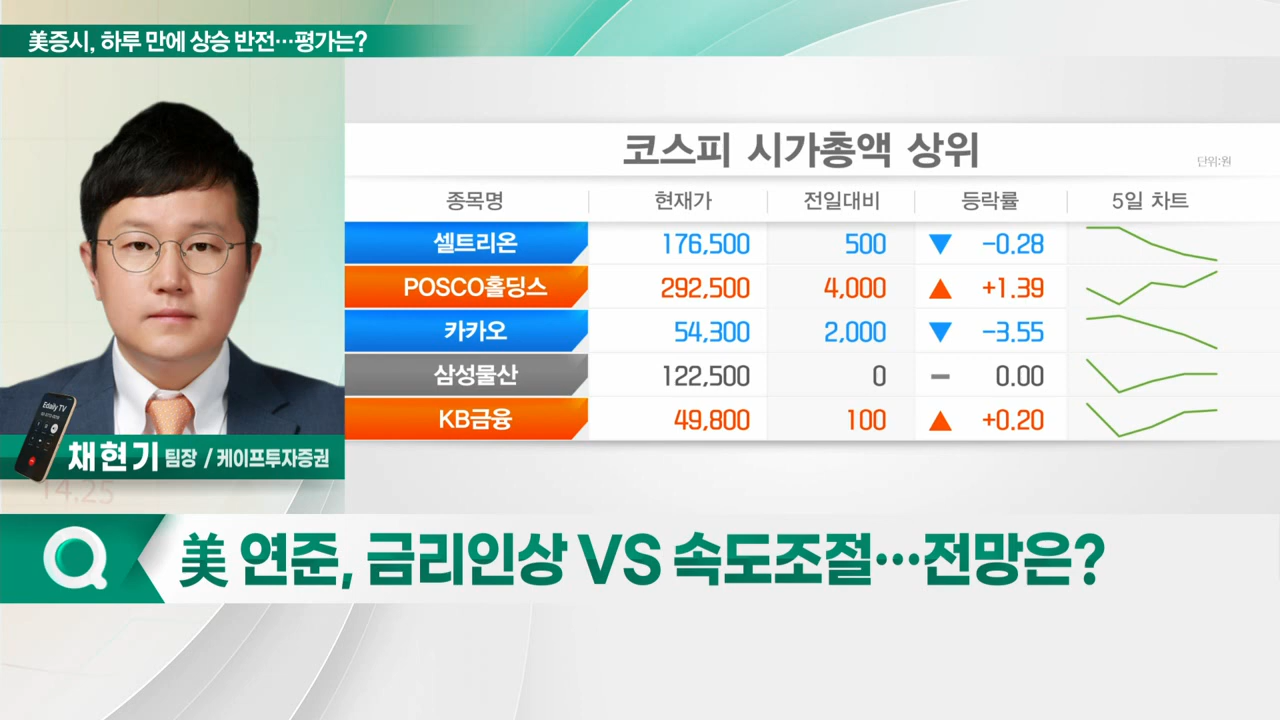 美증시, 하루 만에 상승 반전…평가는?
코스피 시가총액 상위
단위:원
종목명 현재가 전일대비 등락률 5일 차트
셀트리온 176,500 500 ▼ -0.28
POSCO홀딩스 292,500 4,000 ▲ +1.39
카카오 54,300 2,000 ▼ -3.55
삼성물산 122,500 0 - 0.00
KB금융 49,800 100 ▲ +0.20
Edaily TV
채현기 팀장 / 케이프투자증권
14.25
美 연준, 금리인상 VS 속도조절…전망은?